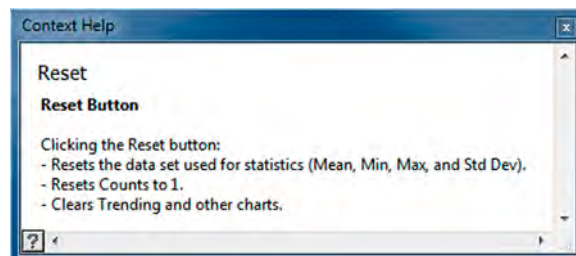 Context Help
x
Reset
Reset Button
Clicking the Reset button:
- Resets the data set used for statistics (Mean, Min, Max, and Std Dev).
- Resets Counts to 1.
- Clears Trending and other charts.
?